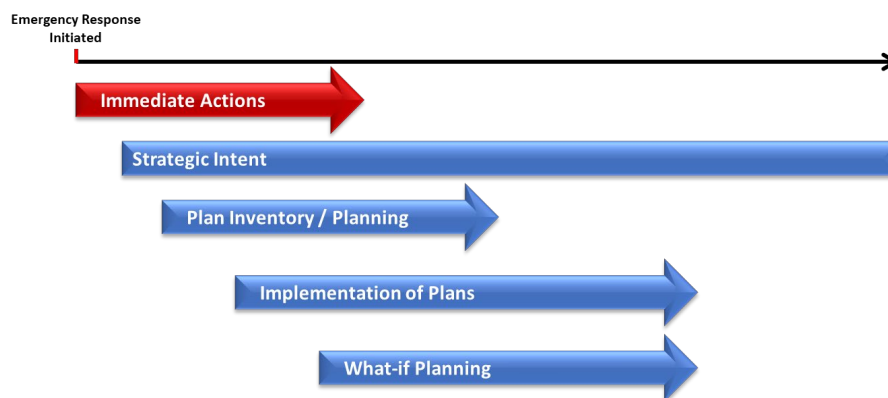 Emergency Response
Initiated
Immediate Actions
Strategic Intent
Plan Inventory / Planning
Implementation of Plans
What-if Planning